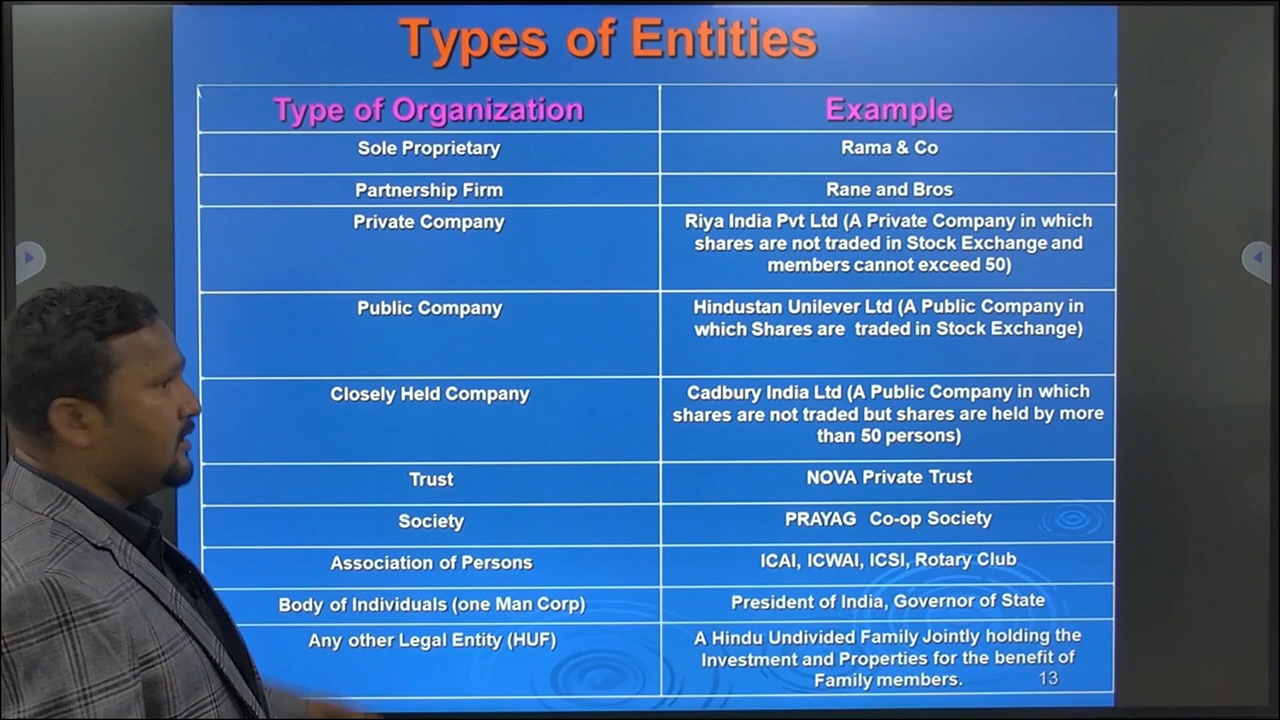 Types of Entities
Type of Organization
Example
Sole Proprietary
Rama & Co
Partnership Firm
Rane and Bros
Private Company
Riya India Pvt Ltd (A Private Company in which
shares are not traded in Stock Exchange and
members cannot exceed 50)
Public Company
Hindustan Unilever Ltd (A Public Company in
which Shares are traded in Stock Exchange)
Closely Held Company
Cadbury India Ltd (A Public Company in which
shares are not traded but shares are held by more
than 50 persons)
Trust
NOVA Private Trust
Society
PRAYAG Co-op Society
Association of Persons
ICAI, ICWAI, ICSI, Rotary Club
Body of Individuals (one Man Corp)
President of India, Governor of State
Any other Legal Entity (HUF)
A Hindu Undivided Family Jointly holding the
Investment and Properties for the benefit of
Family members.
13